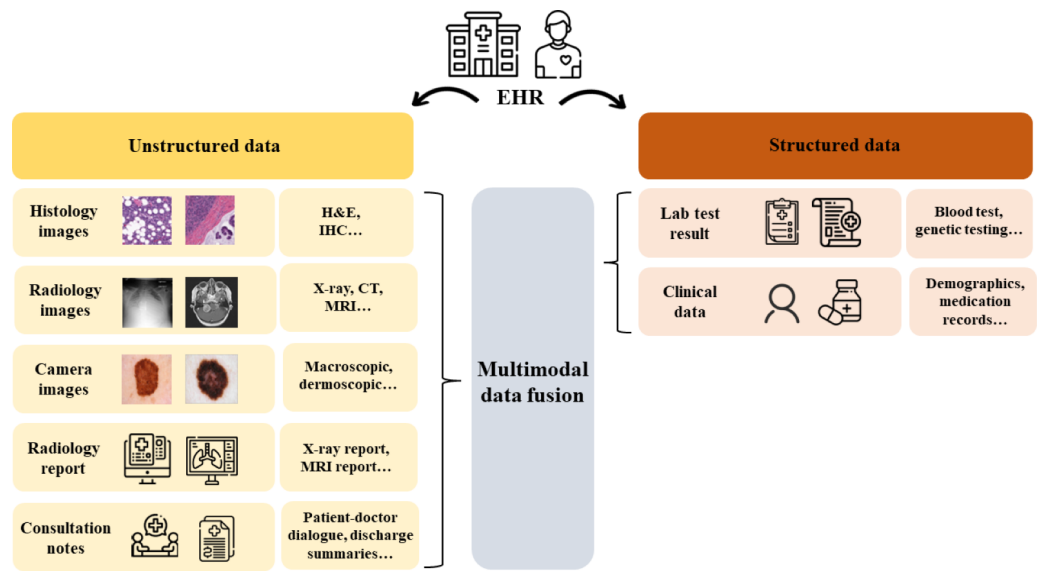 EHR
Unstructured data
Histology
images
H&E,
IHC...
Radiology
images
X-ray, CT,
MRI...
Camera
images
Macroscopic,
dermoscopic...
Radiology
report
X-ray report,
MRI report...
Consultation
notes
Patient-doctor
dialogue, discharge
summaries...
Multimodal
data fusion
Structured data
Lab test
result
Blood test,
genetic testing...
Clinical
data
Demographics,
medication
records...